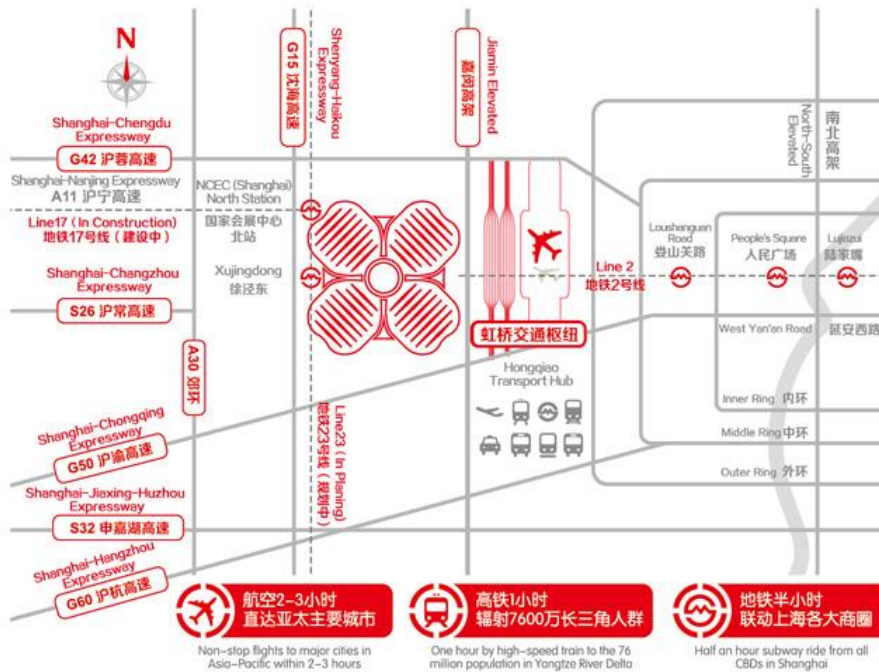 N
Shanghai-Chengdu
Expressway
G42 沪蓉高速
Shanghai-Nanjing Expressway
A11 沪宁高速
Line17 (In Construction)
地铁17号线 (建设中)
Shanghai-Changzhou
Expressway
S26 沪常高速
A30 郊环
Shanghai-Chongqing
Expressway
G50 沪渝高速
Shanghai-Jiaxing-Huzhou
Expressway
S32 申嘉湖高速
Shanghai-Hangzhou
Expressway
G60 沪杭高速
G15 沈海高速
Shenyang-Haikou
Expressway
NCEC (Shanghai)
North Station
国家会展中心
北站
Xujingdong
徐泾东
Line23 (In Planing)
地铁23号线 (规划中)
Jiamin Elevated
嘉闵高架
虹桥交通枢纽
Hongqiao
Transport Hub
Line 2
地铁2号线
North-South
Elevated
南北高架
Loushanguan
Road
娄山关路
People's Square
人民广场
Lujiazui
陆家嘴
West Yan'an Road 延安西路
Inner Ring 内环
Middle Ring 中环
Outer Ring 外环
航空2-3小时
直达亚太主要城市
Non-stop flights to major cities in
Asia-Pacific within 2-3 hours
高铁1小时
辐射7600万长三角人群
One hour by high-speed train to the 76
milion population in Yangtze River Delta
地铁半小时
联动上海各大商圈
Half an hour subway ride from all
CBDs in Shanghai